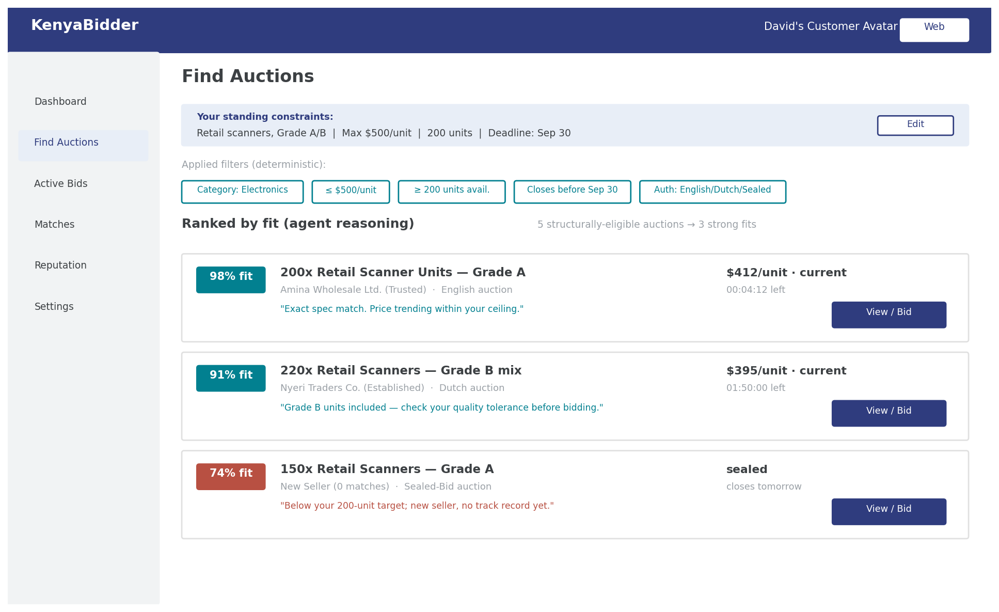 KenyaBidder
David's Customer Avatar
Web
Dashboard
Find Auctions
Active Bids
Matches
Reputation
Settings
Find Auctions
Your standing constraints:
Retail scanners, Grade A/B | Max $500/unit | 200 units | Deadline: Sep 30
Edit
Applied filters (deterministic):
Category: Electronics
≤ $500/unit
≥ 200 units avail.
Closes before Sep 30
Auth: English/Dutch/Sealed
Ranked by fit (agent reasoning)
5 structurally-eligible auctions → 3 strong fits
98% fit
200x Retail Scanner Units — Grade A
Amina Wholesale Ltd. (Trusted) · English auction
"Exact spec match. Price trending within your ceiling."
$412/unit · current
00:04:12 left
View / Bid
91% fit
220x Retail Scanners — Grade B mix
Nyeri Traders Co. (Established) · Dutch auction
"Grade B units included — check your quality tolerance before bidding."
$395/unit · current
01:50:00 left
View / Bid
74% fit
150x Retail Scanners — Grade A
New Seller (0 matches) · Sealed-Bid auction
"Below your 200-unit target; new seller, no track record yet."
sealed
closes tomorrow
View / Bid